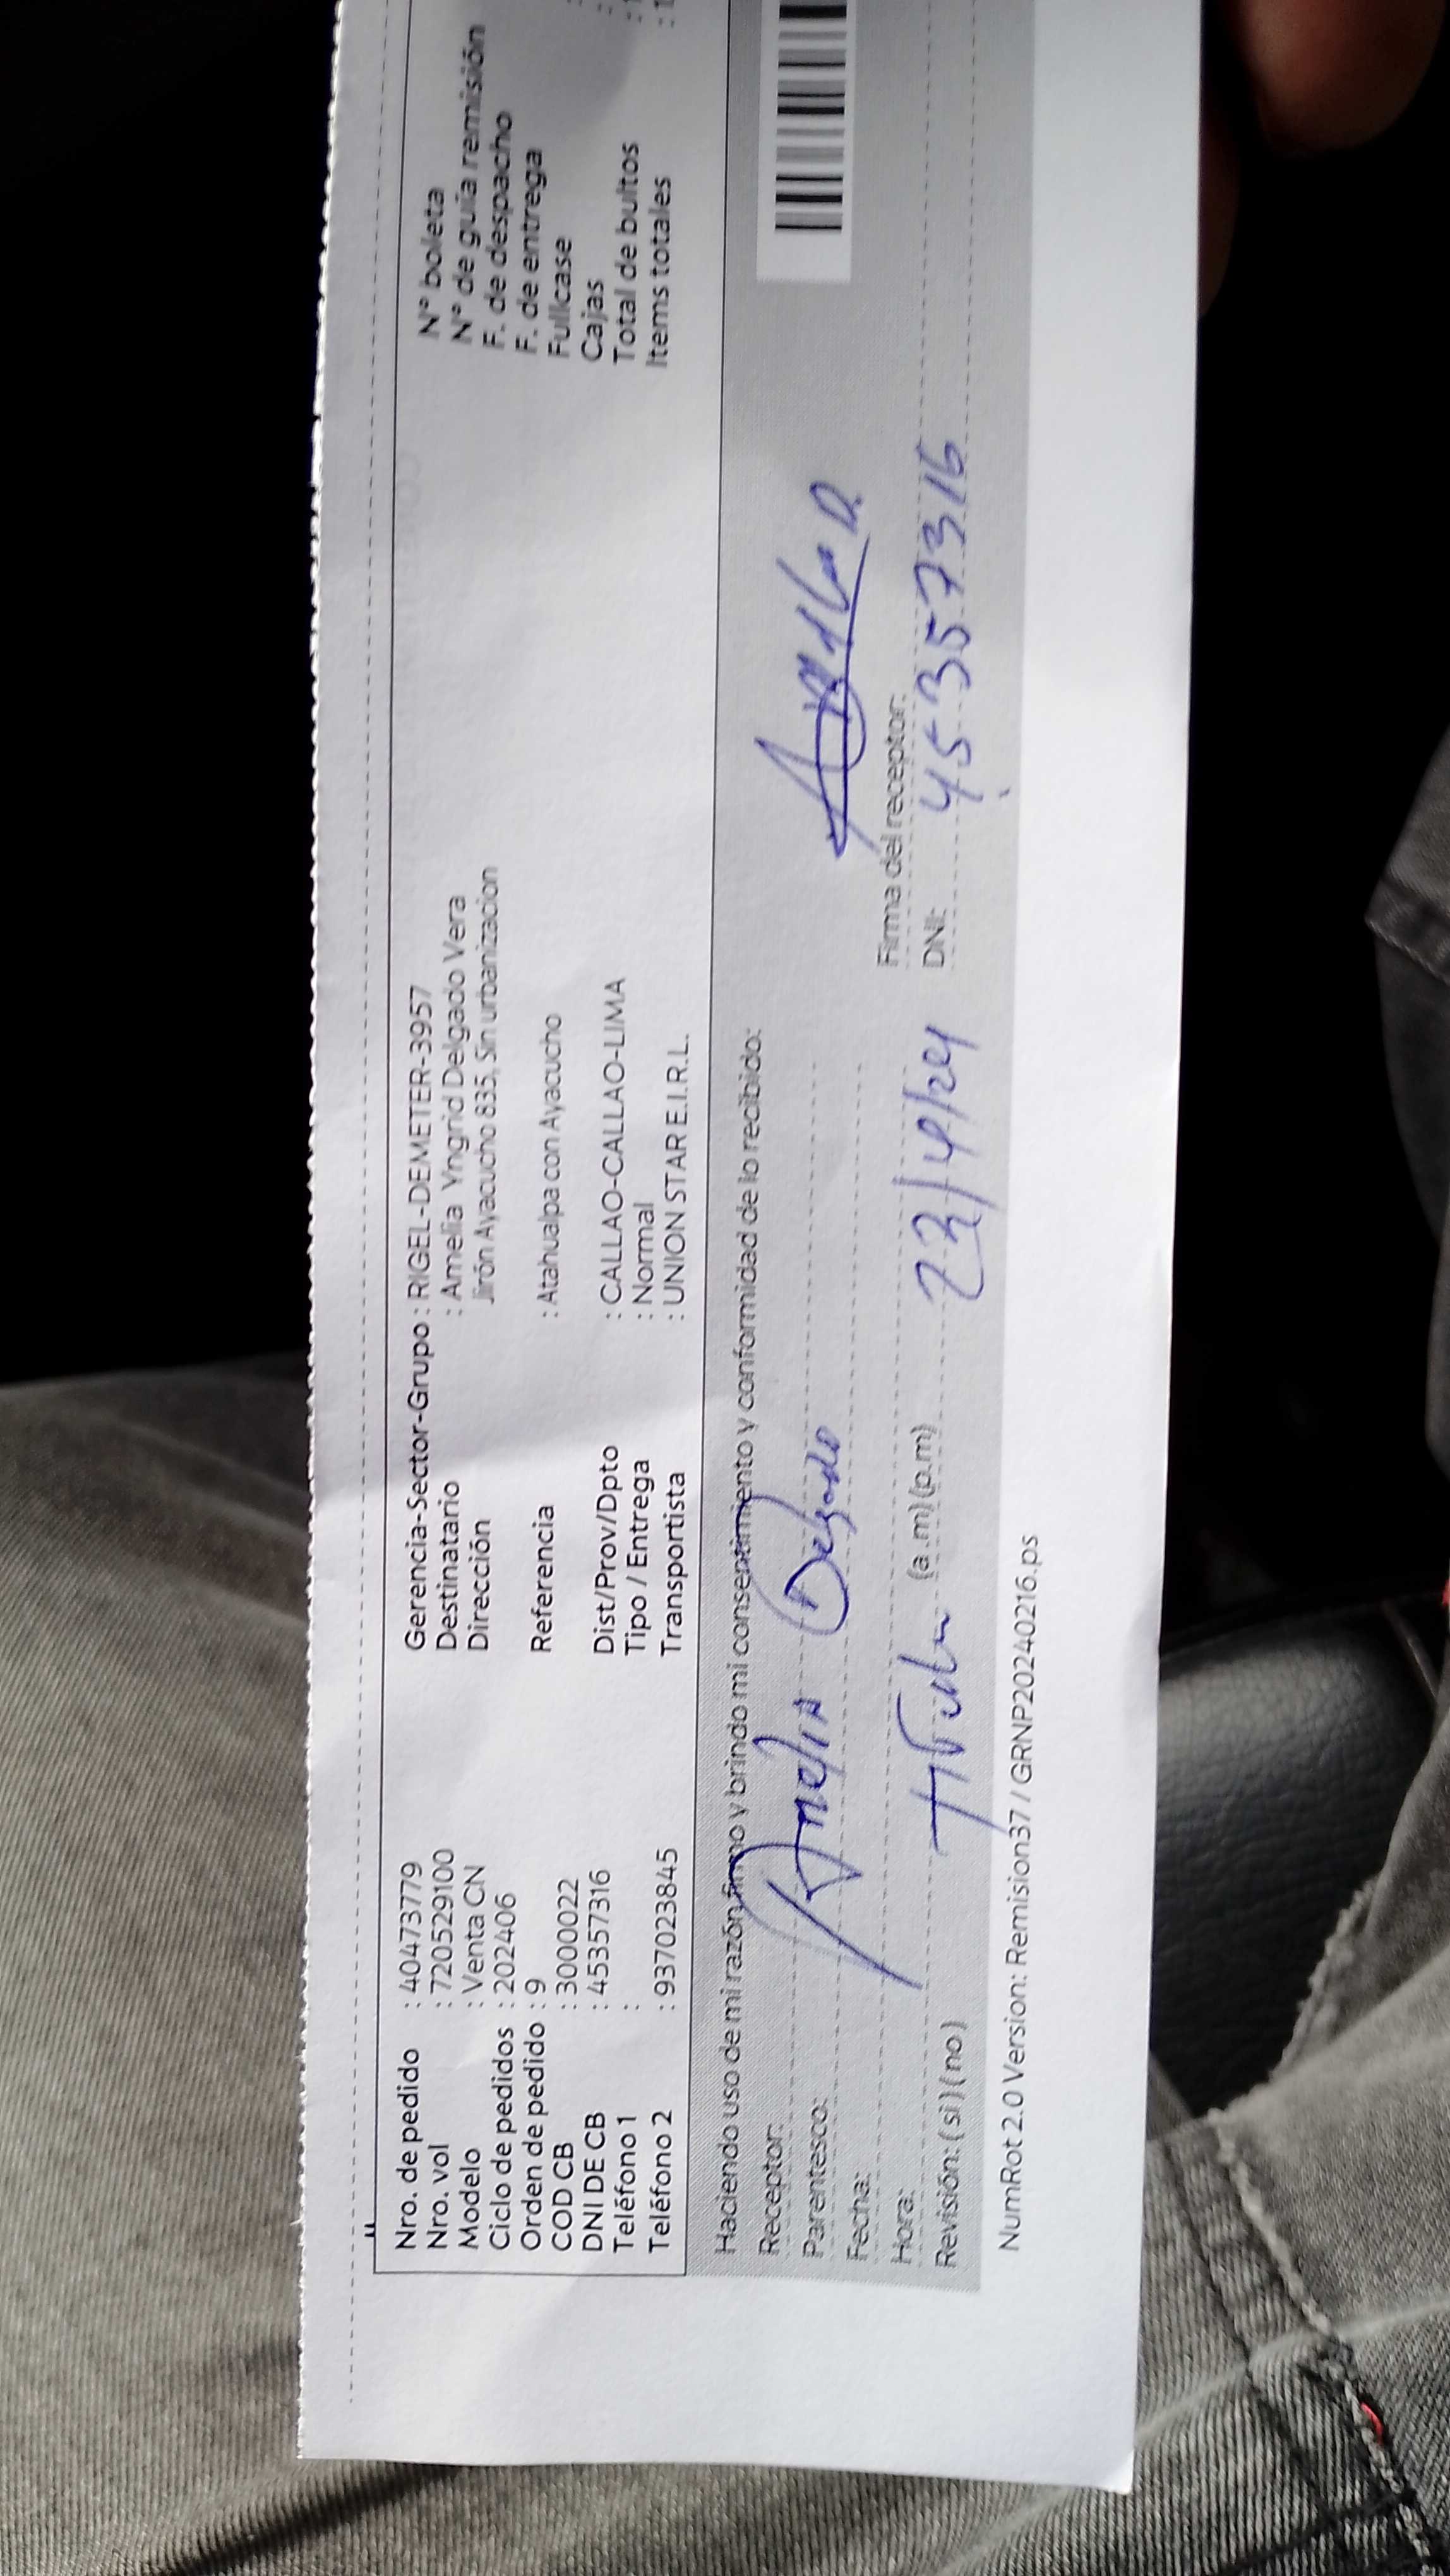 Nro. de pedido : 40473779
Nro. vol : 720529100
Modelo : Venta CN
Ciclo de pedidos : 202406
Orden de pedido : 9
COD CB : 3000022
DNI DE CB : 45357316
Teléfono 1 :
Teléfono 2 : 937023845
Gerencia-Sector-Grupo : RIGEL-DEMETER-3957
Destinatario : Amelia Yngrid Delgado Vera
Dirección Jirón Ayacucho 835, Sin urbanizacion
Referencia : Atahualpa con Ayacucho
Dist/Prov/Dpto : CALLAO-CALLAO-LIMA
Tipo / Entrega : Normal
Transportista : UNION STAR E.I.R.L.
N° boleta
N° de guía remisión
F. de despacho
F. de entrega
Fullcase
Cajas
Total de bultos
Items totales
Haciendo uso de mi razón firmo y brindo mi consentimiento y conformidad de lo recibido:
Receptor: Amelia Delgado
Parentesco:
Fecha: Titular
Hora: (a.m) (p.m) 23/4/24
Revisión: (si) (no)
Firma del receptor:
DNI: 45357316
NumRot 2.0 Version: Remision37 / GRNP20240216.ps